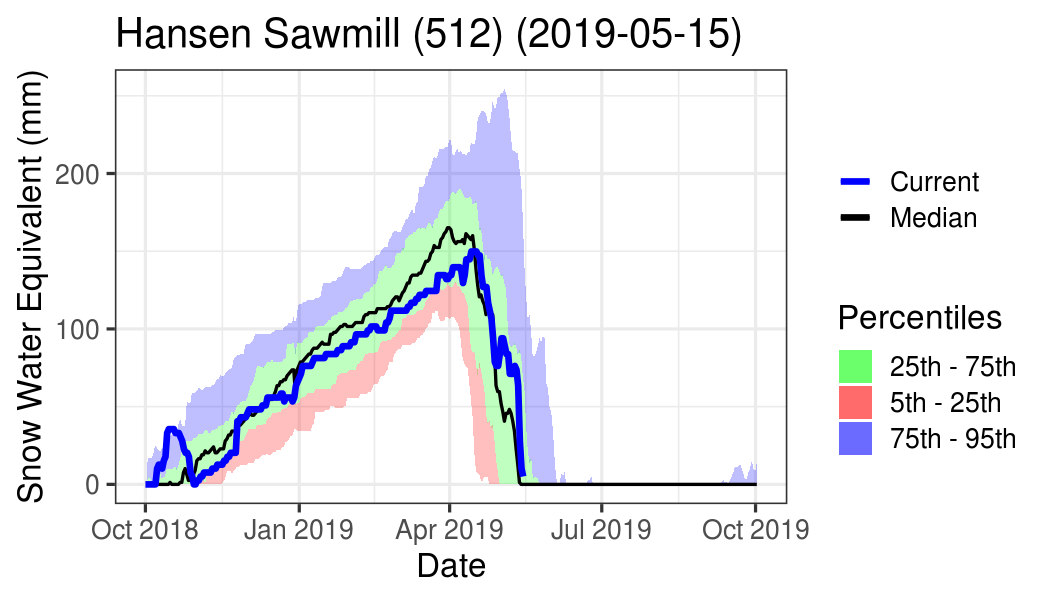 Hansen Sawmill (512) (2019-05-15)
Snow Water Equivalent (mm)
200
100
0
Oct 2018
Jan 2019
Apr 2019
Jul 2019
Oct 2019
Date
Current
Median
Percentiles
25th - 75th
5th - 25th
75th - 95th